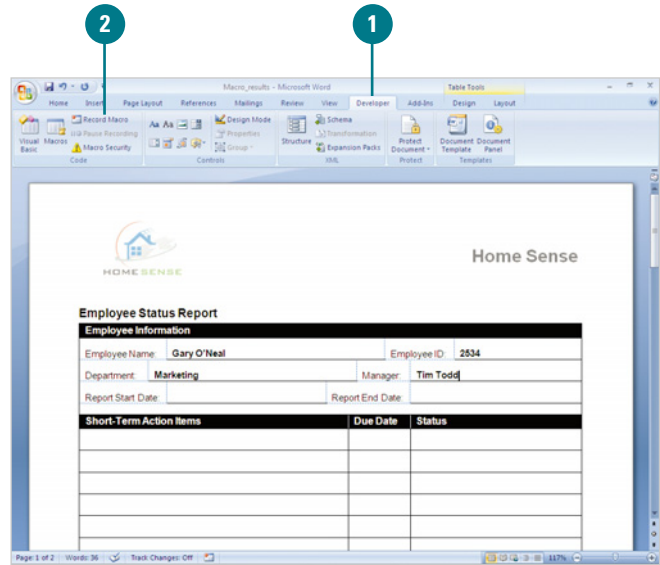 2 1
Macro_results - Microsoft Word Table Tools
Home Insert Page Layout References Mailings Review View Developer Add-Ins Design Layout
Visual Basic
Macros
Record Macro
Pause Recording
Macro Security
Code
Aa Aa
Design Mode
Properties
Group
Controls
Structure
Schema
Transformation
Expansion Packs
XML
Protect Document
Protect
Document Template
Document Panel
Templates
HOME SENSE
Home Sense
Employee Status Report
Employee Information
Employee Name: Gary O'Neal Employee ID: 2534
Department: Marketing Manager: Tim Todd
Report Start Date: Report End Date:
Short-Term Action Items Due Date Status
Page: 1 of 2 Words: 36 Track Changes: Off 117%